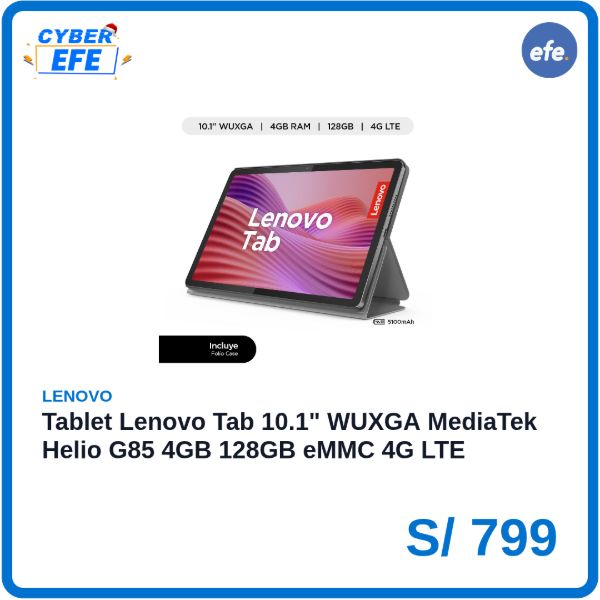 CYBER
EFE
efe.
10.1" WUXGA | 4GB RAM | 128GB | 4G LTE
Lenovo
Lenovo
Tab
5100mAh
Incluye
Folio Case
LENOVO
Tablet Lenovo Tab 10.1" WUXGA MediaTek
Helio G85 4GB 128GB eMMC 4G LTE
S/ 799